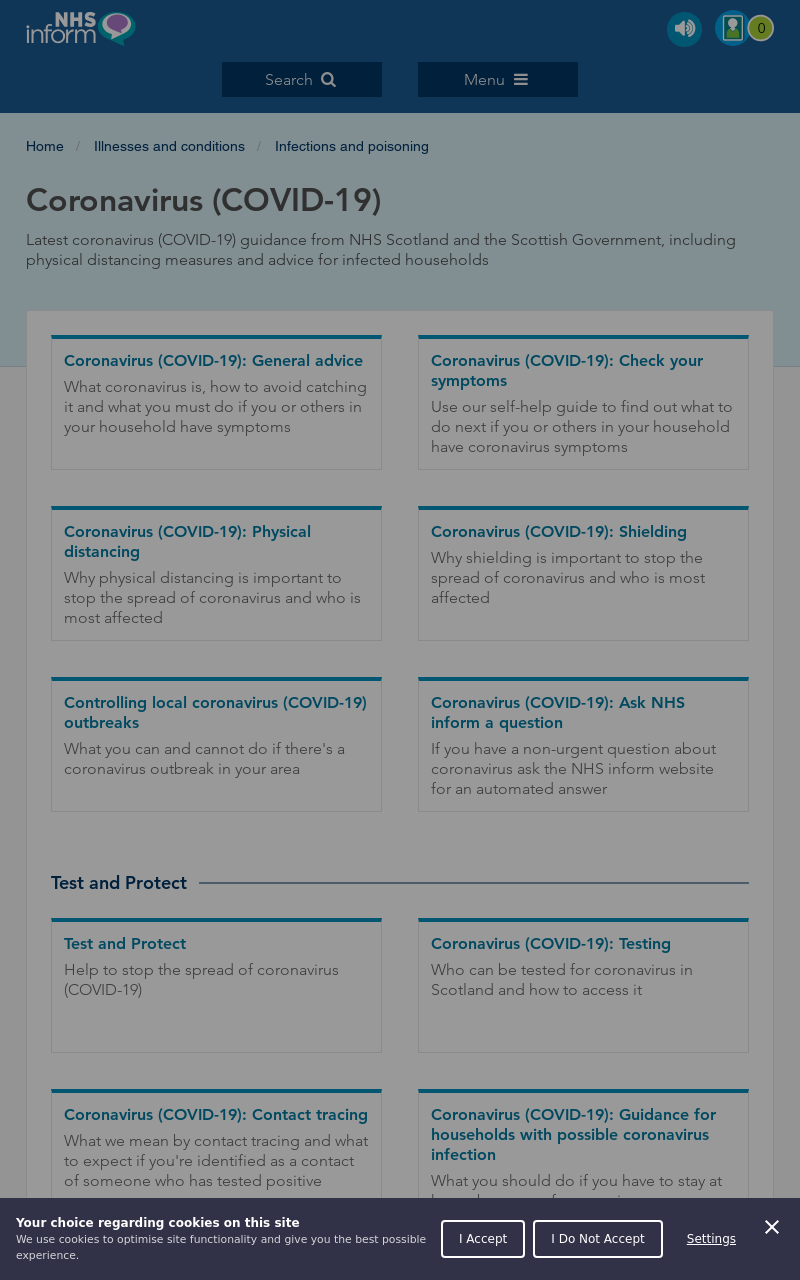 NHS
inform
0
Search
Menu
Home / Illnesses and conditions / Infections and poisoning
Coronavirus (COVID-19)
Latest coronavirus (COVID-19) guidance from NHS Scotland and the Scottish Government, including
physical distancing measures and advice for infected households
Coronavirus (COVID-19): General advice
What coronavirus is, how to avoid catching
it and what you must do if you or others in
your household have symptoms
Coronavirus (COVID-19): Check your
symptoms
Use our self-help guide to find out what to
do next if you or others in your household
have coronavirus symptoms
Coronavirus (COVID-19): Physical
distancing
Why physical distancing is important to
stop the spread of coronavirus and who is
most affected
Coronavirus (COVID-19): Shielding
Why shielding is important to stop the
spread of coronavirus and who is most
affected
Controlling local coronavirus (COVID-19)
outbreaks
What you can and cannot do if there's a
coronavirus outbreak in your area
Coronavirus (COVID-19): Ask NHS
inform a question
If you have a non-urgent question about
coronavirus ask the NHS inform website
for an automated answer
Test and Protect
Test and Protect
Help to stop the spread of coronavirus
(COVID-19)
Coronavirus (COVID-19): Testing
Who can be tested for coronavirus in
Scotland and how to access it
Coronavirus (COVID-19): Contact tracing
What we mean by contact tracing and what
to expect if you're identified as a contact
of someone who has tested positive
Coronavirus (COVID-19): Guidance for
households with possible coronavirus
infection
What you should do if you have to stay at
Your choice regarding cookies on this site
We use cookies to optimise site functionality and give you the best possible
experience.
I Accept
I Do Not Accept
Settings